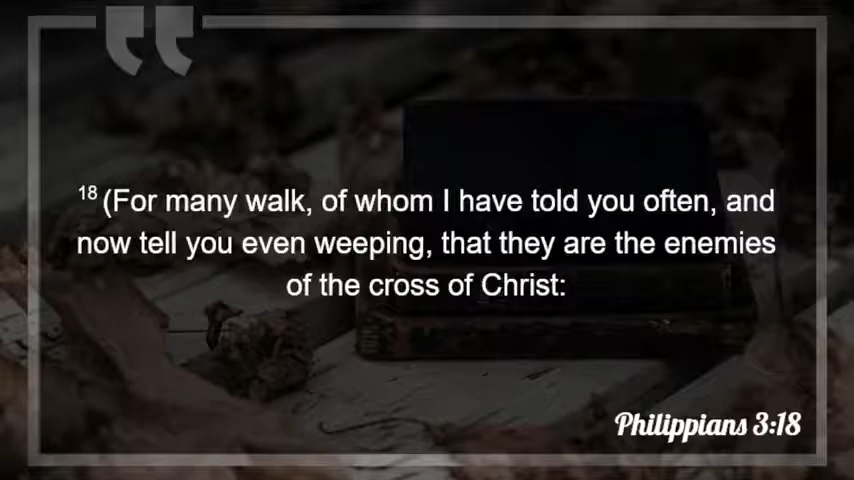 18 (For many walk, of whom I have told you often, and
now tell you even weeping, that they are the enemies
of the cross of Christ:
Philippians 3:18